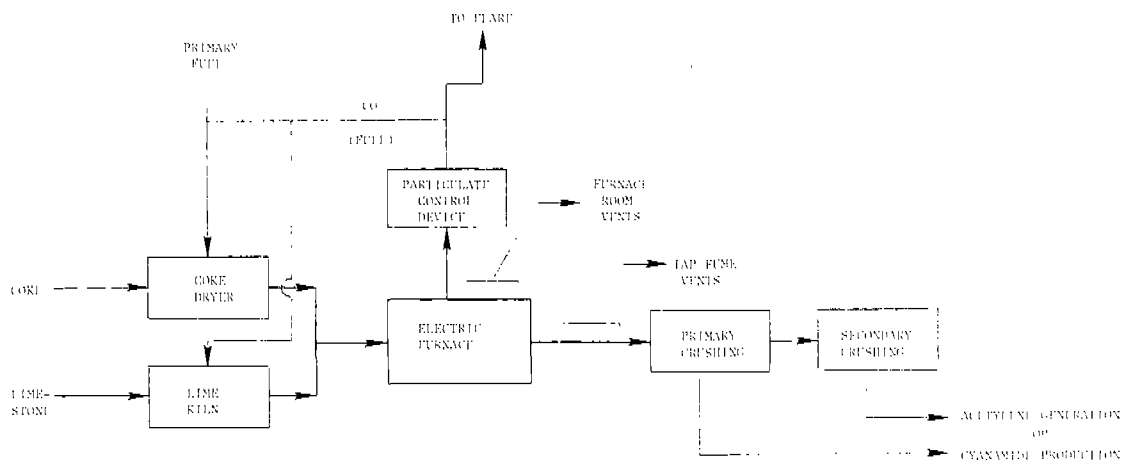 TO FLARE
PRIMARY
FUEL
CO
(FUEL)
PARTICULATE
CONTROL
DEVICE
FURNACE
ROOM
VENTS
TAP FUME
VENTS
COKE
COKE
DRYER
ELECTRIC
FURNACE
PRIMARY
CRUSHING
SECONDARY
CRUSHING
LIME-
STONE
LIME
KILN
ACETYLENE GENERATION
OR
CYANAMIDE PRODUCTION